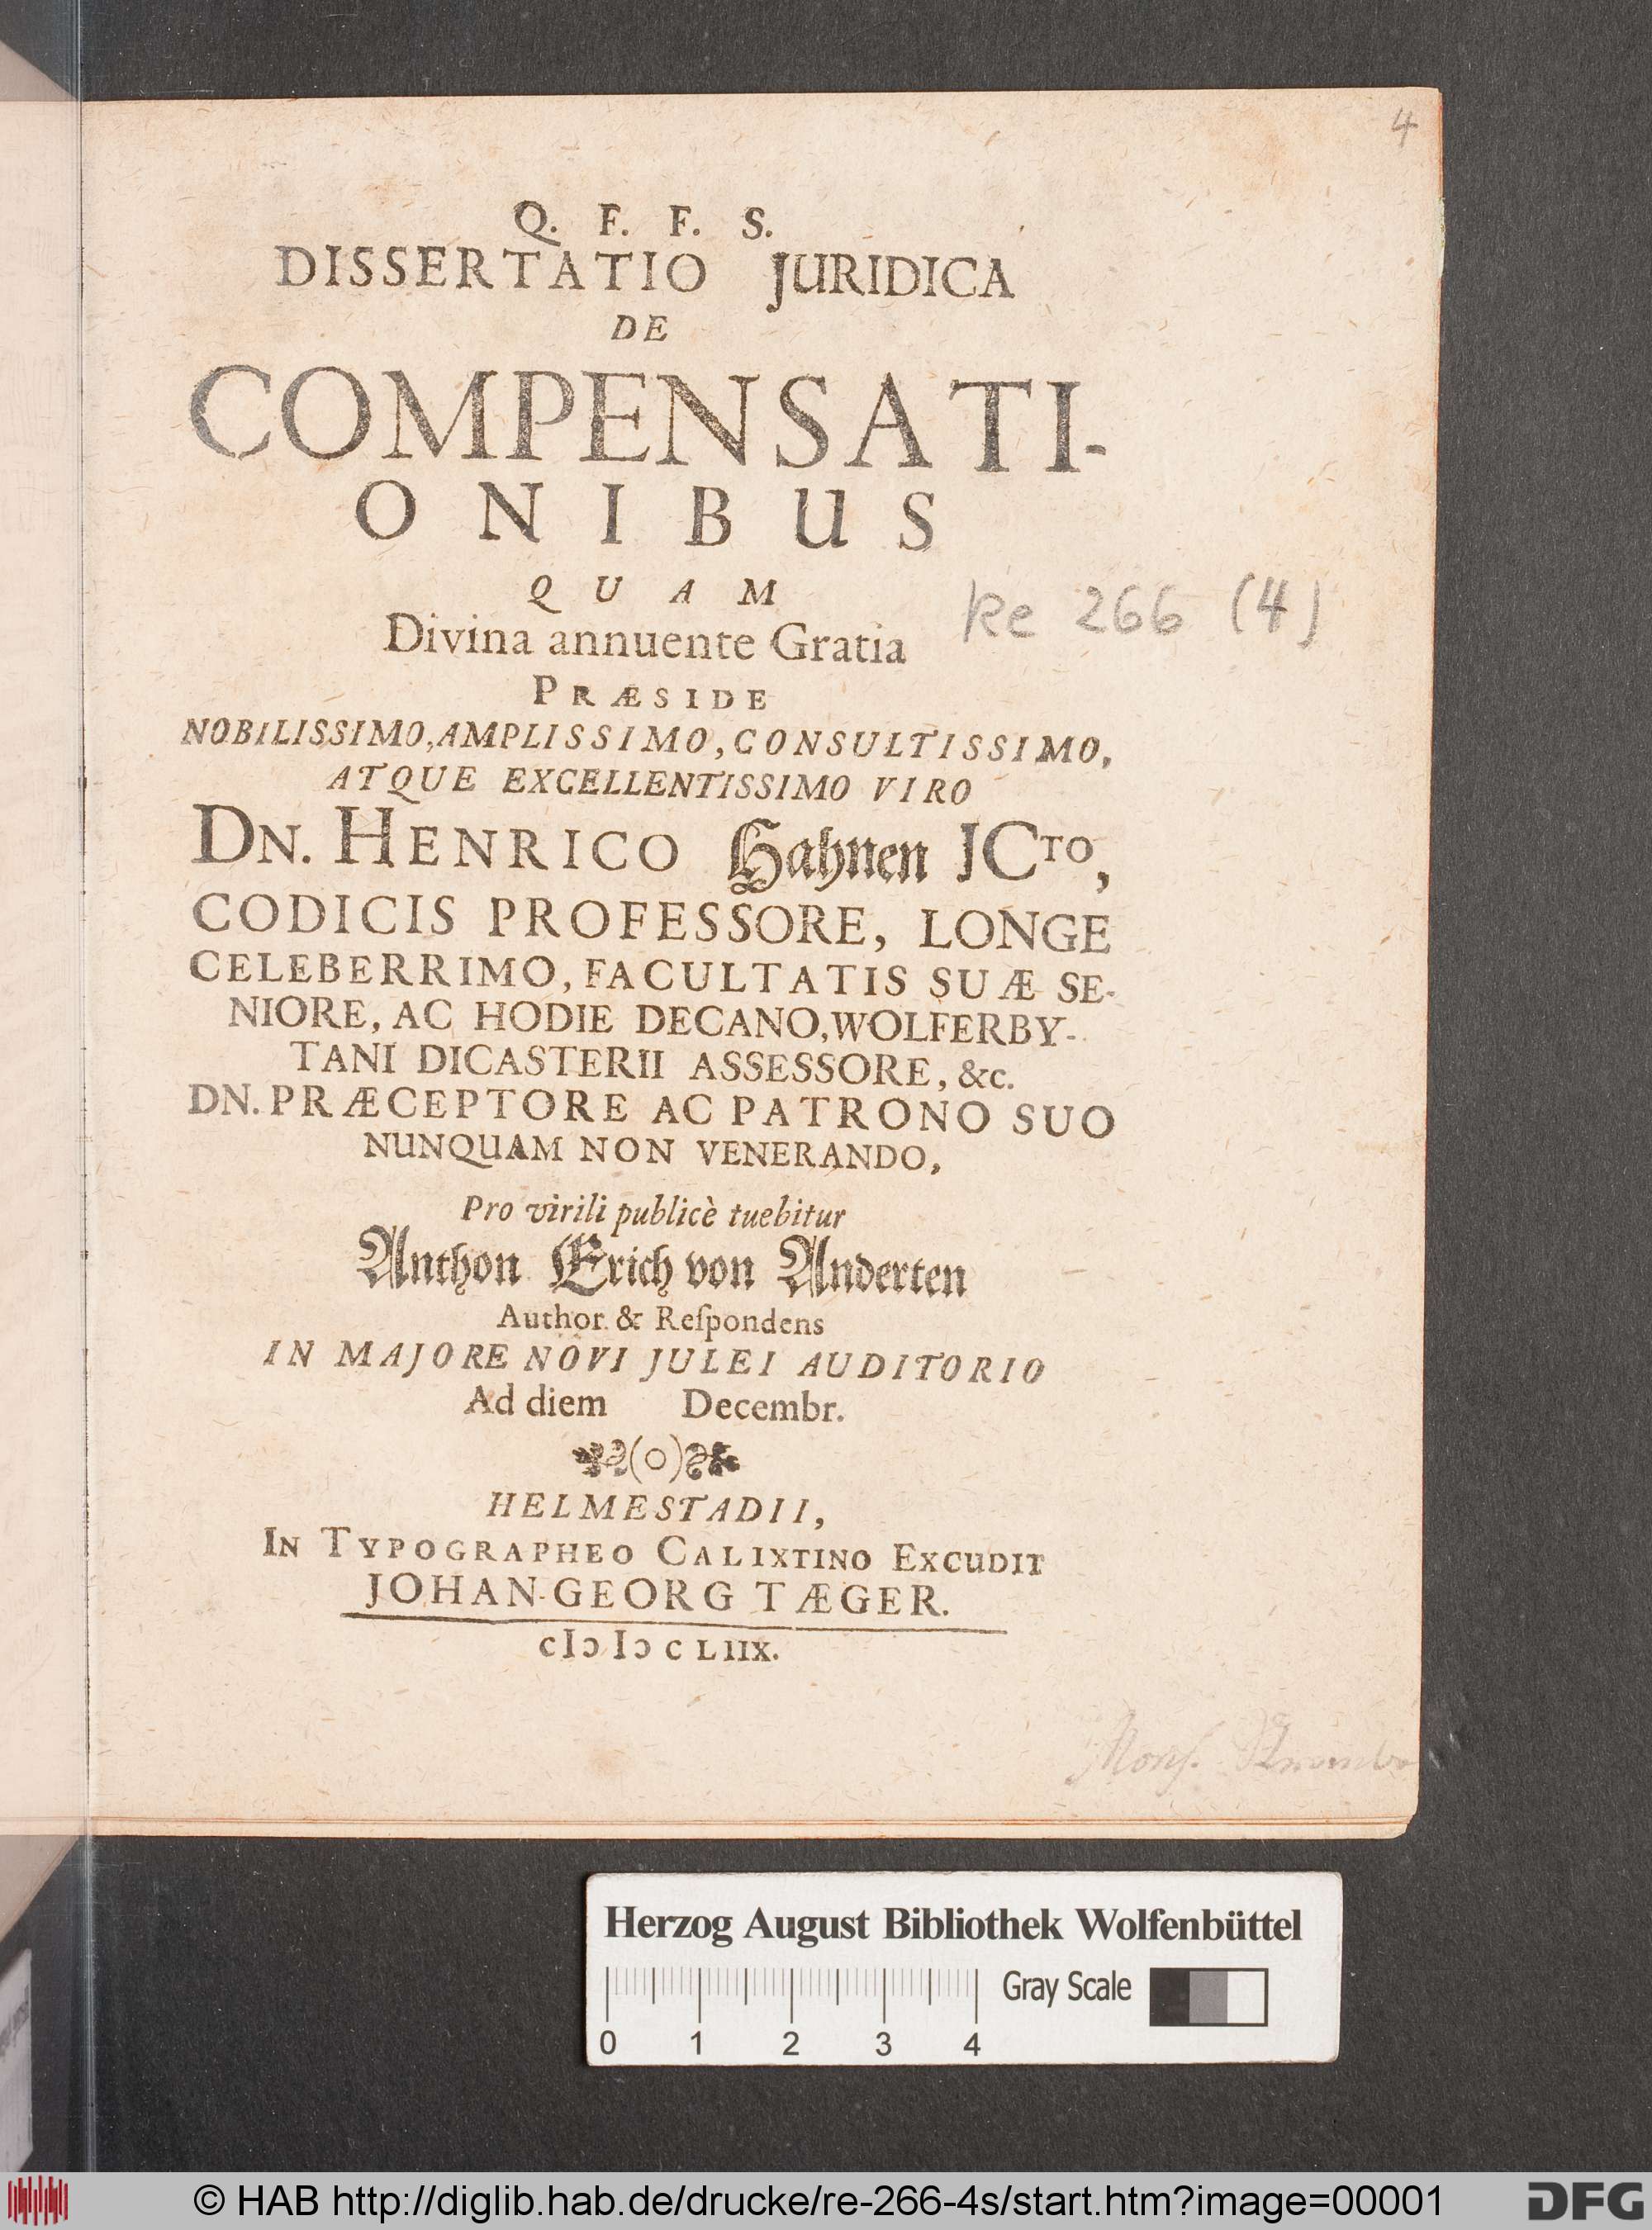 4
Q. F. F. S.
DISSERTATIO JURIDICA
DE
COMPENSATI-
ONIBUS
QUAM
Divina annuente Gratia
Re 266 (4)
PRÆSIDE
NOBILISSIMO, AMPLISSIMO, CONSULTISSIMO,
ATQUE EXCELLENTISSIMO VIRO
DN. HENRICO Hahnen JCTO,
CODICIS PROFESSORE, LONGE
CELEBERRIMO, FACULTATIS SUÆ SE-
NIORE, AC HODIE DECANO, WOLFERBY-
TANI DICASTERII ASSESSORE, &c.
DN. PRÆCEPTORE AC PATRONO SUO
NUNQUAM NON VENERANDO,
Pro virili publicè tuebitur
Anthon Erich von Anderten
Author. & Reſpondens
IN MAJORE NOVI JULEI AUDITORIO
Ad diem Decembr.
(O)
HELMESTADII,
IN TYPOGRAPHEO CALIXTINO EXCUDIT
JOHAN-GEORG TÆGER.
cIↄ Iↄ c LIIX.
Herzog August Bibliothek Wolfenbüttel
Gray Scale
0 1 2 3 4
© HAB http://diglib.hab.de/drucke/re-266-4s/start.htm?image=00001
DFG